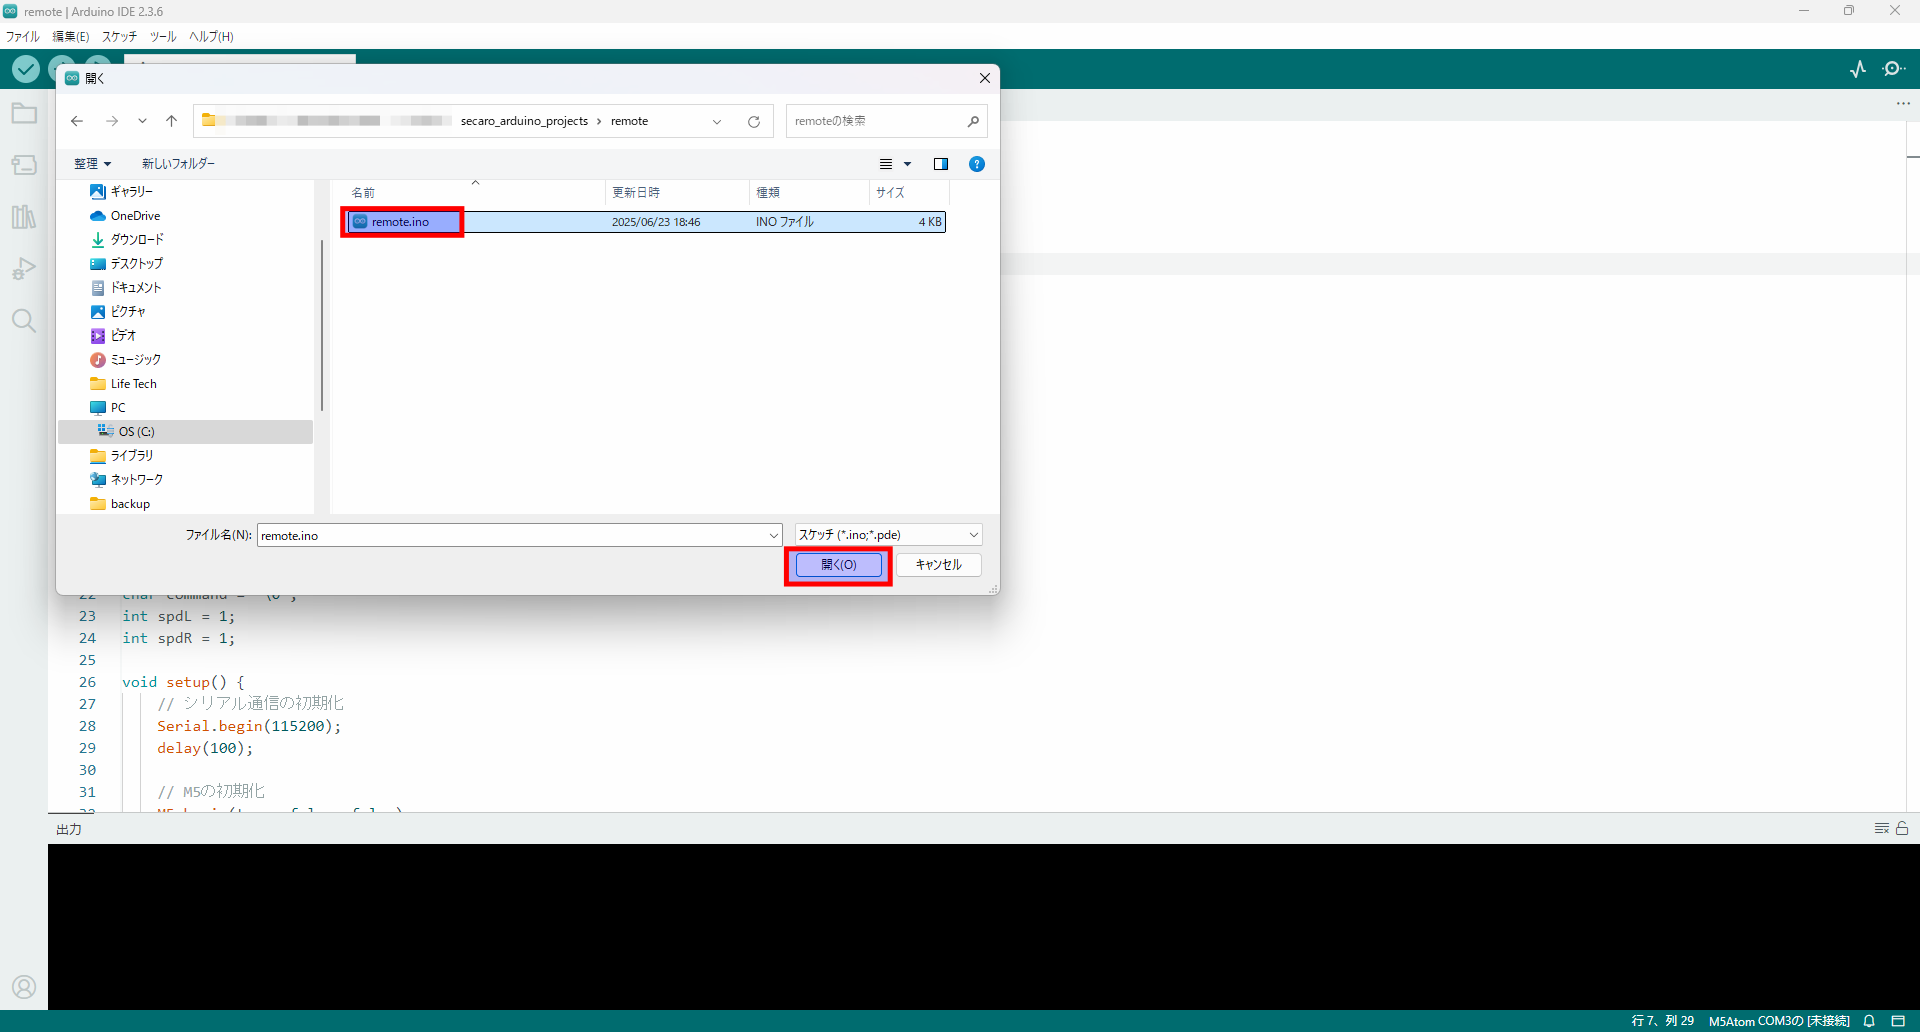 remote | Arduino IDE 2.3.6
ファイル 編集(E) スケッチ ツール ヘルプ(H)
開く
secaro_arduino_projects › remote
remoteの検索
整理 新しいフォルダー
ギャラリー
OneDrive
ダウンロード
デスクトップ
ドキュメント
ピクチャ
ビデオ
ミュージック
Life Tech
PC
OS (C:)
ライブラリ
ネットワーク
backup
名前 更新日時 種類 サイズ
remote.ino 2025/06/23 18:46 INO ファイル 4 KB
ファイル名(N): remote.ino スケッチ (*.ino;*.pde)
開く(O) キャンセル
23 int spdL = 1;
24 int spdR = 1;
25
26 void setup() {
27 // シリアル通信の初期化
28 Serial.begin(115200);
29 delay(100);
30
31 // M5の初期化
出力
行 7、列 29 M5Atom COM3の [未接続]